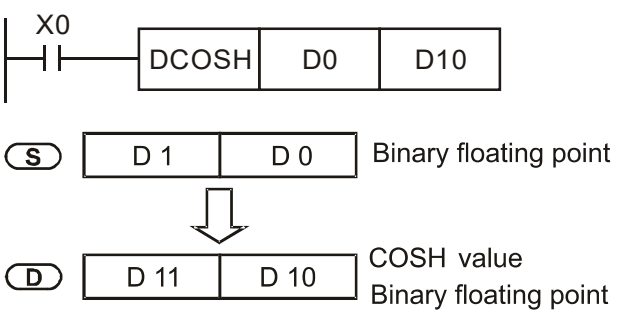 X0
DCOSH D0 D10
S D 1 D 0 Binary floating point
D D 11 D 10 COSH value
Binary floating point